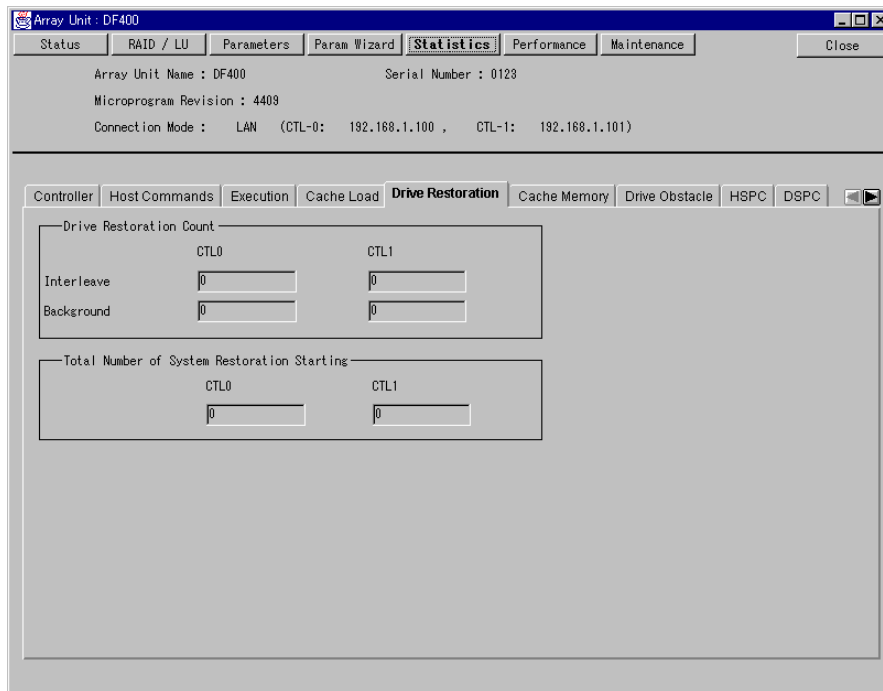 Array Unit : DF400
Status RAID / LU Parameters Param Wizard Statistics Performance Maintenance Close
Array Unit Name : DF400 Serial Number : 0123
Microprogram Revision : 4409
Connection Mode : LAN (CTL-0: 192.168.1.100 , CTL-1: 192.168.1.101)
Controller Host Commands Execution Cache Load Drive Restoration Cache Memory Drive Obstacle HSPC DSPC
Drive Restoration Count
CTL0 CTL1
Interleave 0 0
Background 0 0
Total Number of System Restoration Starting
CTL0 CTL1
0 0